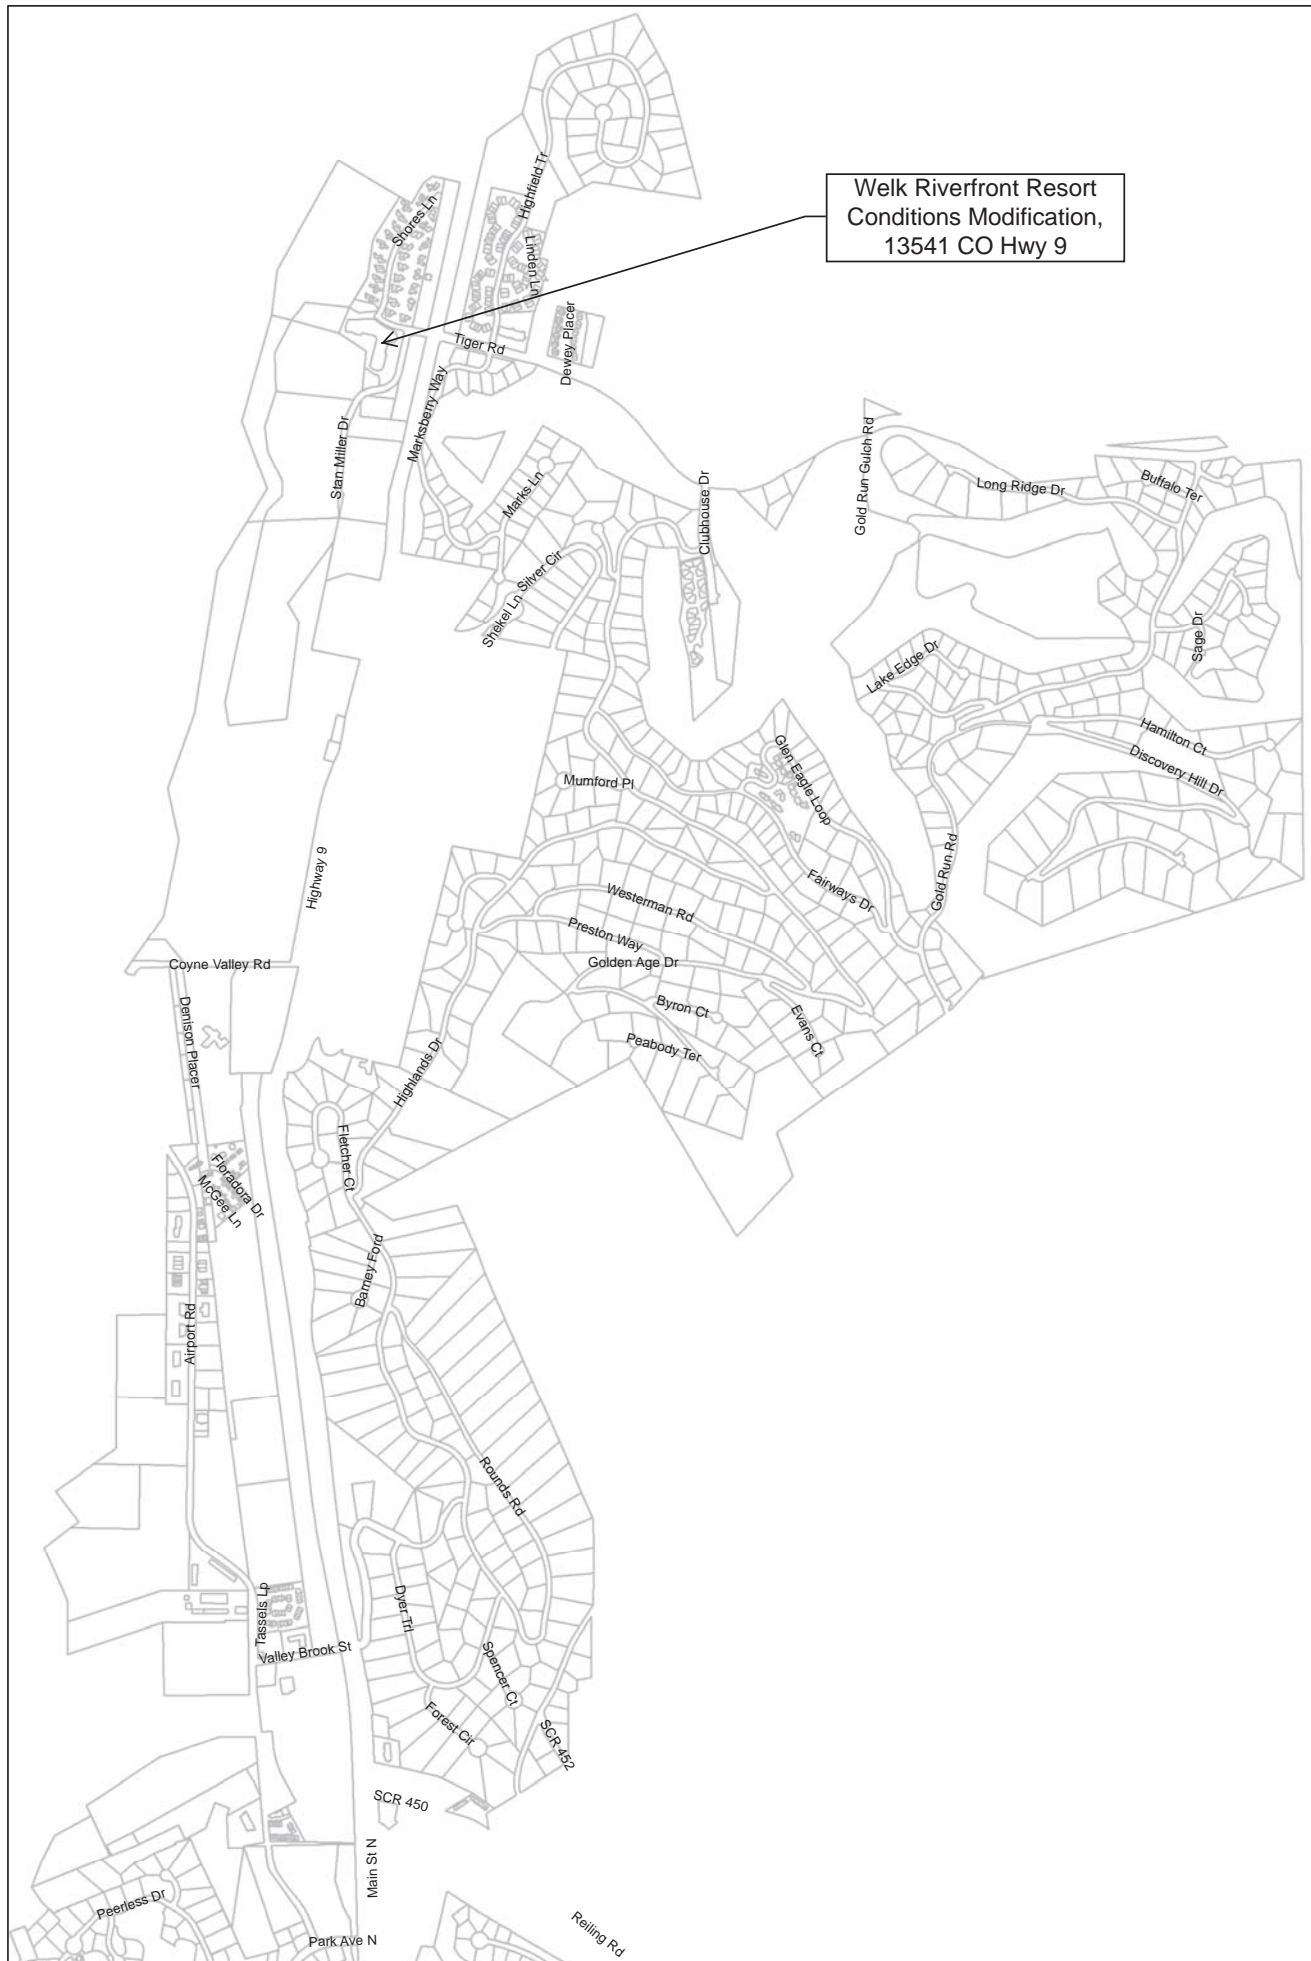 Welk Riverfront Resort
Conditions Modification,
13541 CO Hwy 9
Shores Ln
Highfield Tr
Linden Ln
Tiger Rd
Dewey Placer
Marksberry Way
Stan Miller Dr
Marks Ln
Clubhouse Dr
Gold Run Gulch Rd
Long Ridge Dr
Buffalo Ter
Silver Cir
Shekel Ln
Sage Dr
Lake Edge Dr
Hamilton Ct
Discovery Hill Dr
Glen Eagle Loop
Mumford Pl
Highway 9
Fairways Dr
Gold Run Rd
Westerman Rd
Preston Way
Golden Age Dr
Coyne Valley Rd
Denison Placer
Byron Ct
Evans Ct
Peabody Ter
Highlands Dr
Fletcher Ct
Floradora Dr
McGee Ln
Barney Ford
Airport Rd
Rounds Rd
Tassels Lp
Dyer Trl
Valley Brook St
Spencer Ct
Forest Cir
SCR 452
SCR 450
Main St N
Peerless Dr
Park Ave N
Reiling Rd